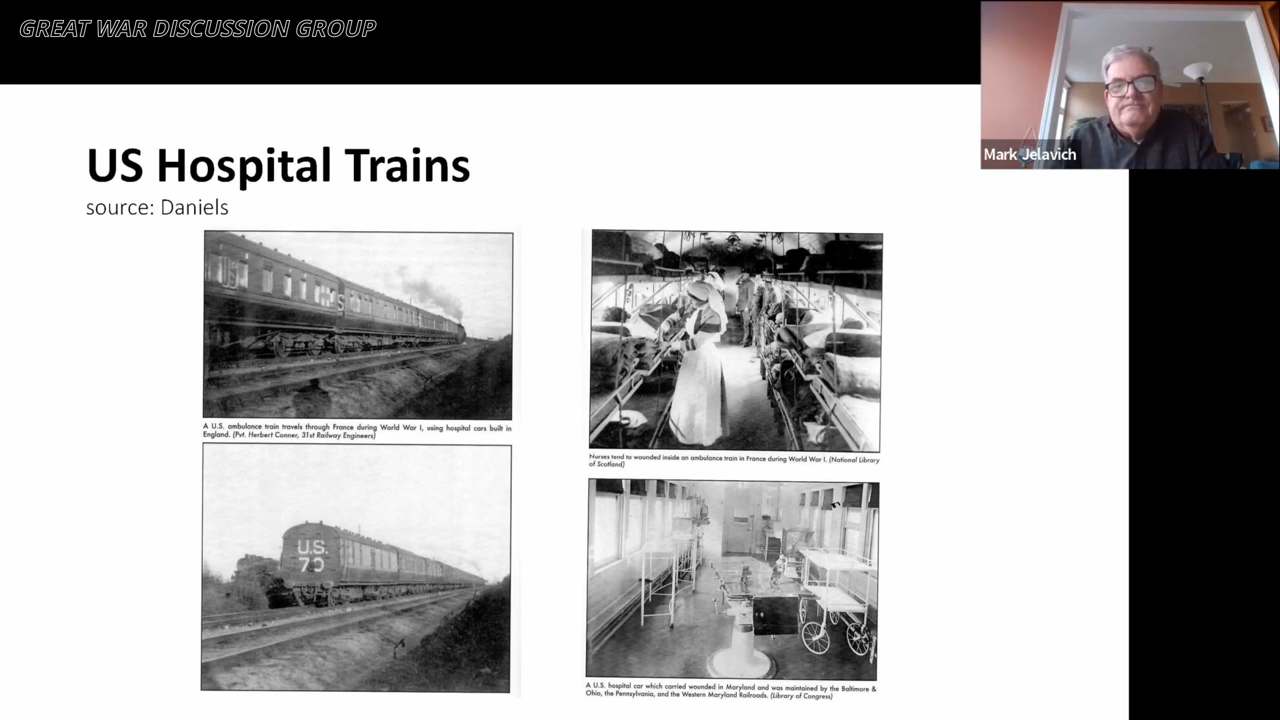 GREAT WAR DISCUSSION GROUP
Mark Jelavich
US Hospital Trains
source: Daniels
A U.S. ambulance train travels through France during World War I, using hospital cars built in
England. (Pvt. Herbert Conner, 31st Railway Engineers)
U.S.
70
Nurses tend to wounded inside an ambulance train in France during World War I. (National Library
of Scotland)
A U.S. hospital car which carried wounded in Maryland and was maintained by the Baltimore &
Ohio, the Pennsylvania, and the Western Maryland Railroads. (Library of Congress)